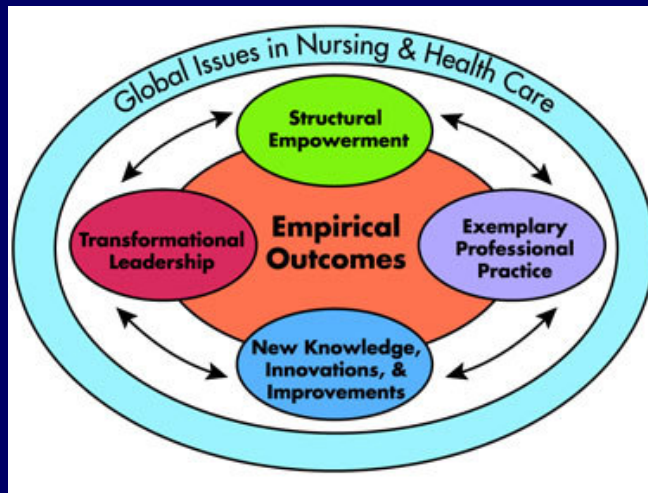 Global Issues in Nursing & Health Care
Structural
Empowerment
Transformational
Leadership
Empirical
Outcomes
Exemplary
Professional
Practice
New Knowledge,
Innovations, &
Improvements